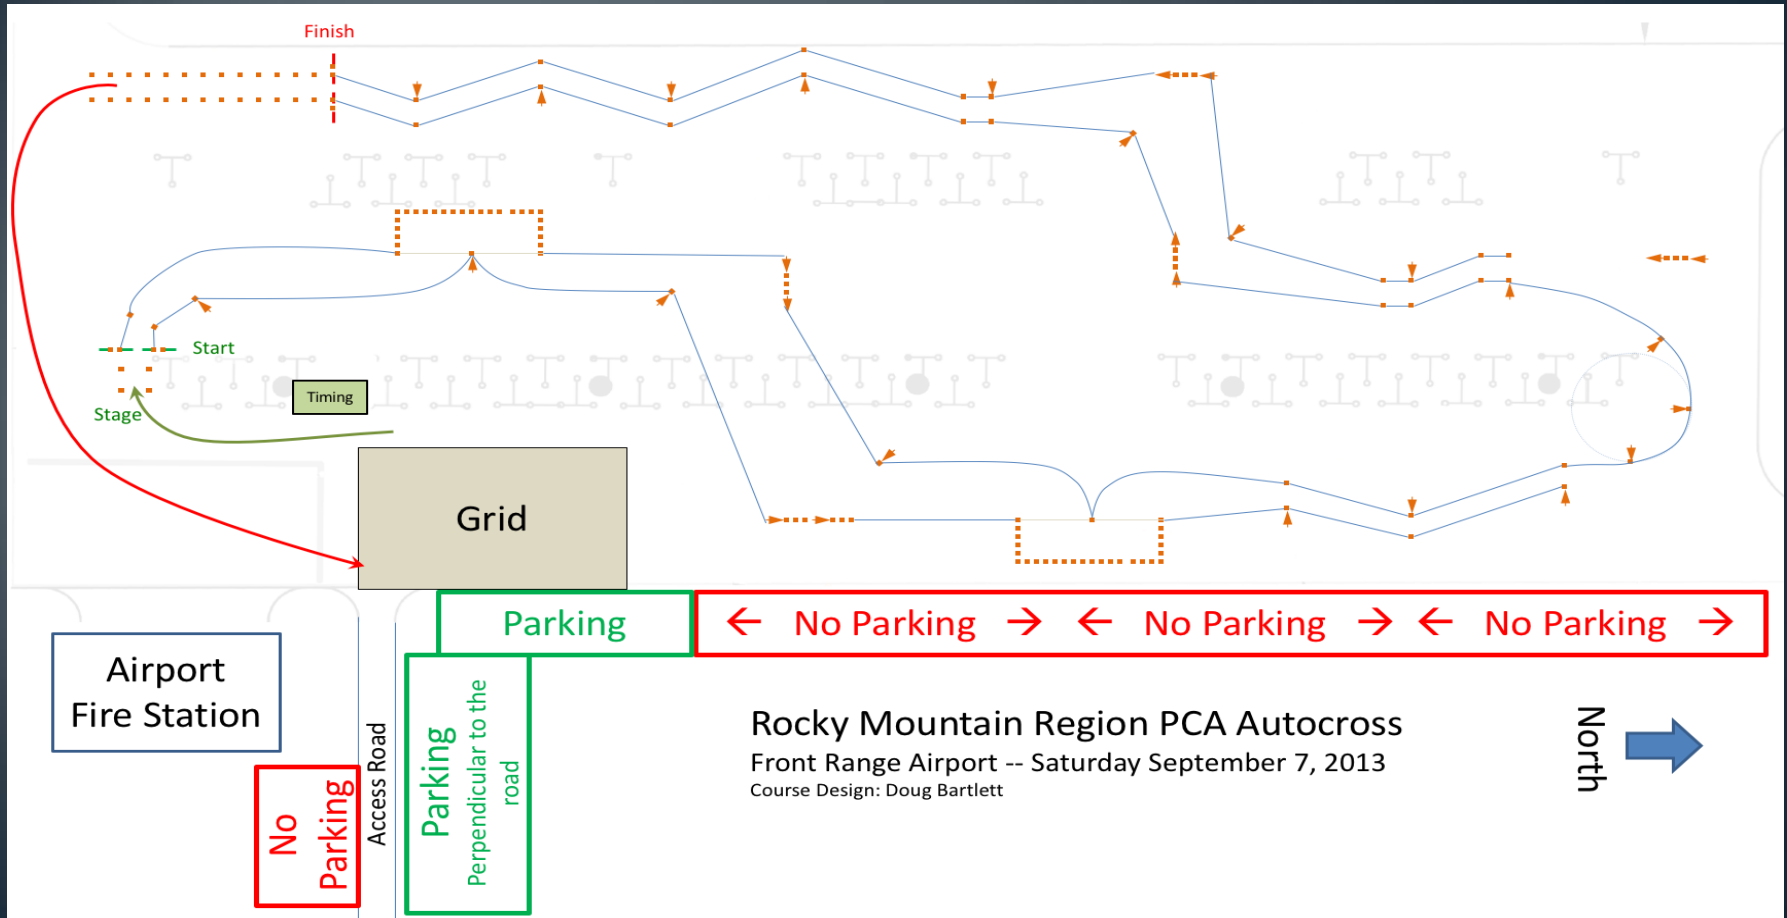 Finish
Start
Timing
Stage
Grid
Parking
← No Parking → ← No Parking → ← No Parking →
Airport
Fire Station
No
Parking
Access Road
Parking
Perpendicular to the
road
Rocky Mountain Region PCA Autocross
Front Range Airport -- Saturday September 7, 2013
Course Design: Doug Bartlett
North